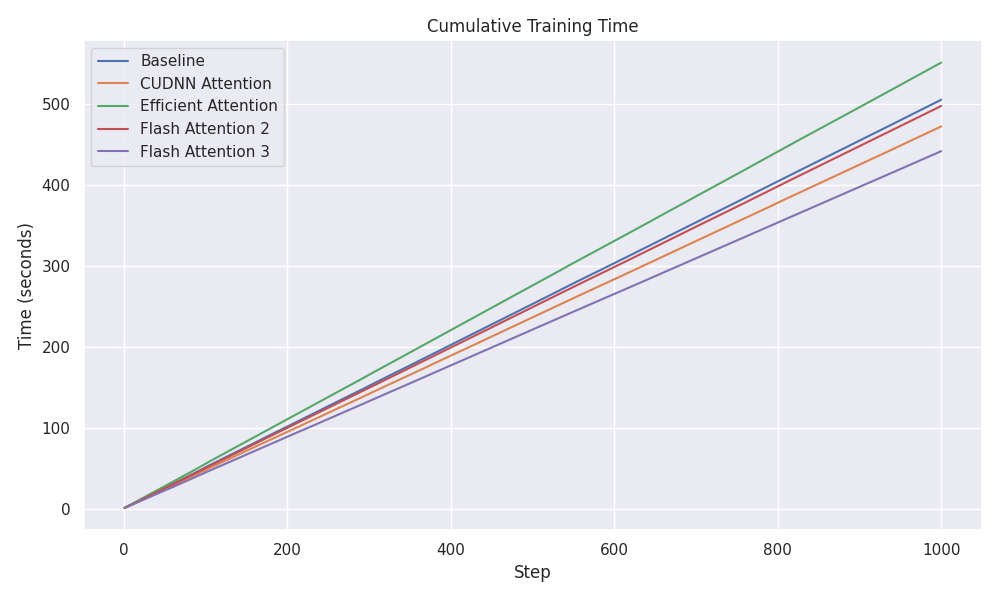 Cumulative Training Time
Baseline
CUDNN Attention
Efficient Attention
Flash Attention 2
Flash Attention 3
Time (seconds)
500
400
300
200
100
0
0 200 400 600 800 1000
Step